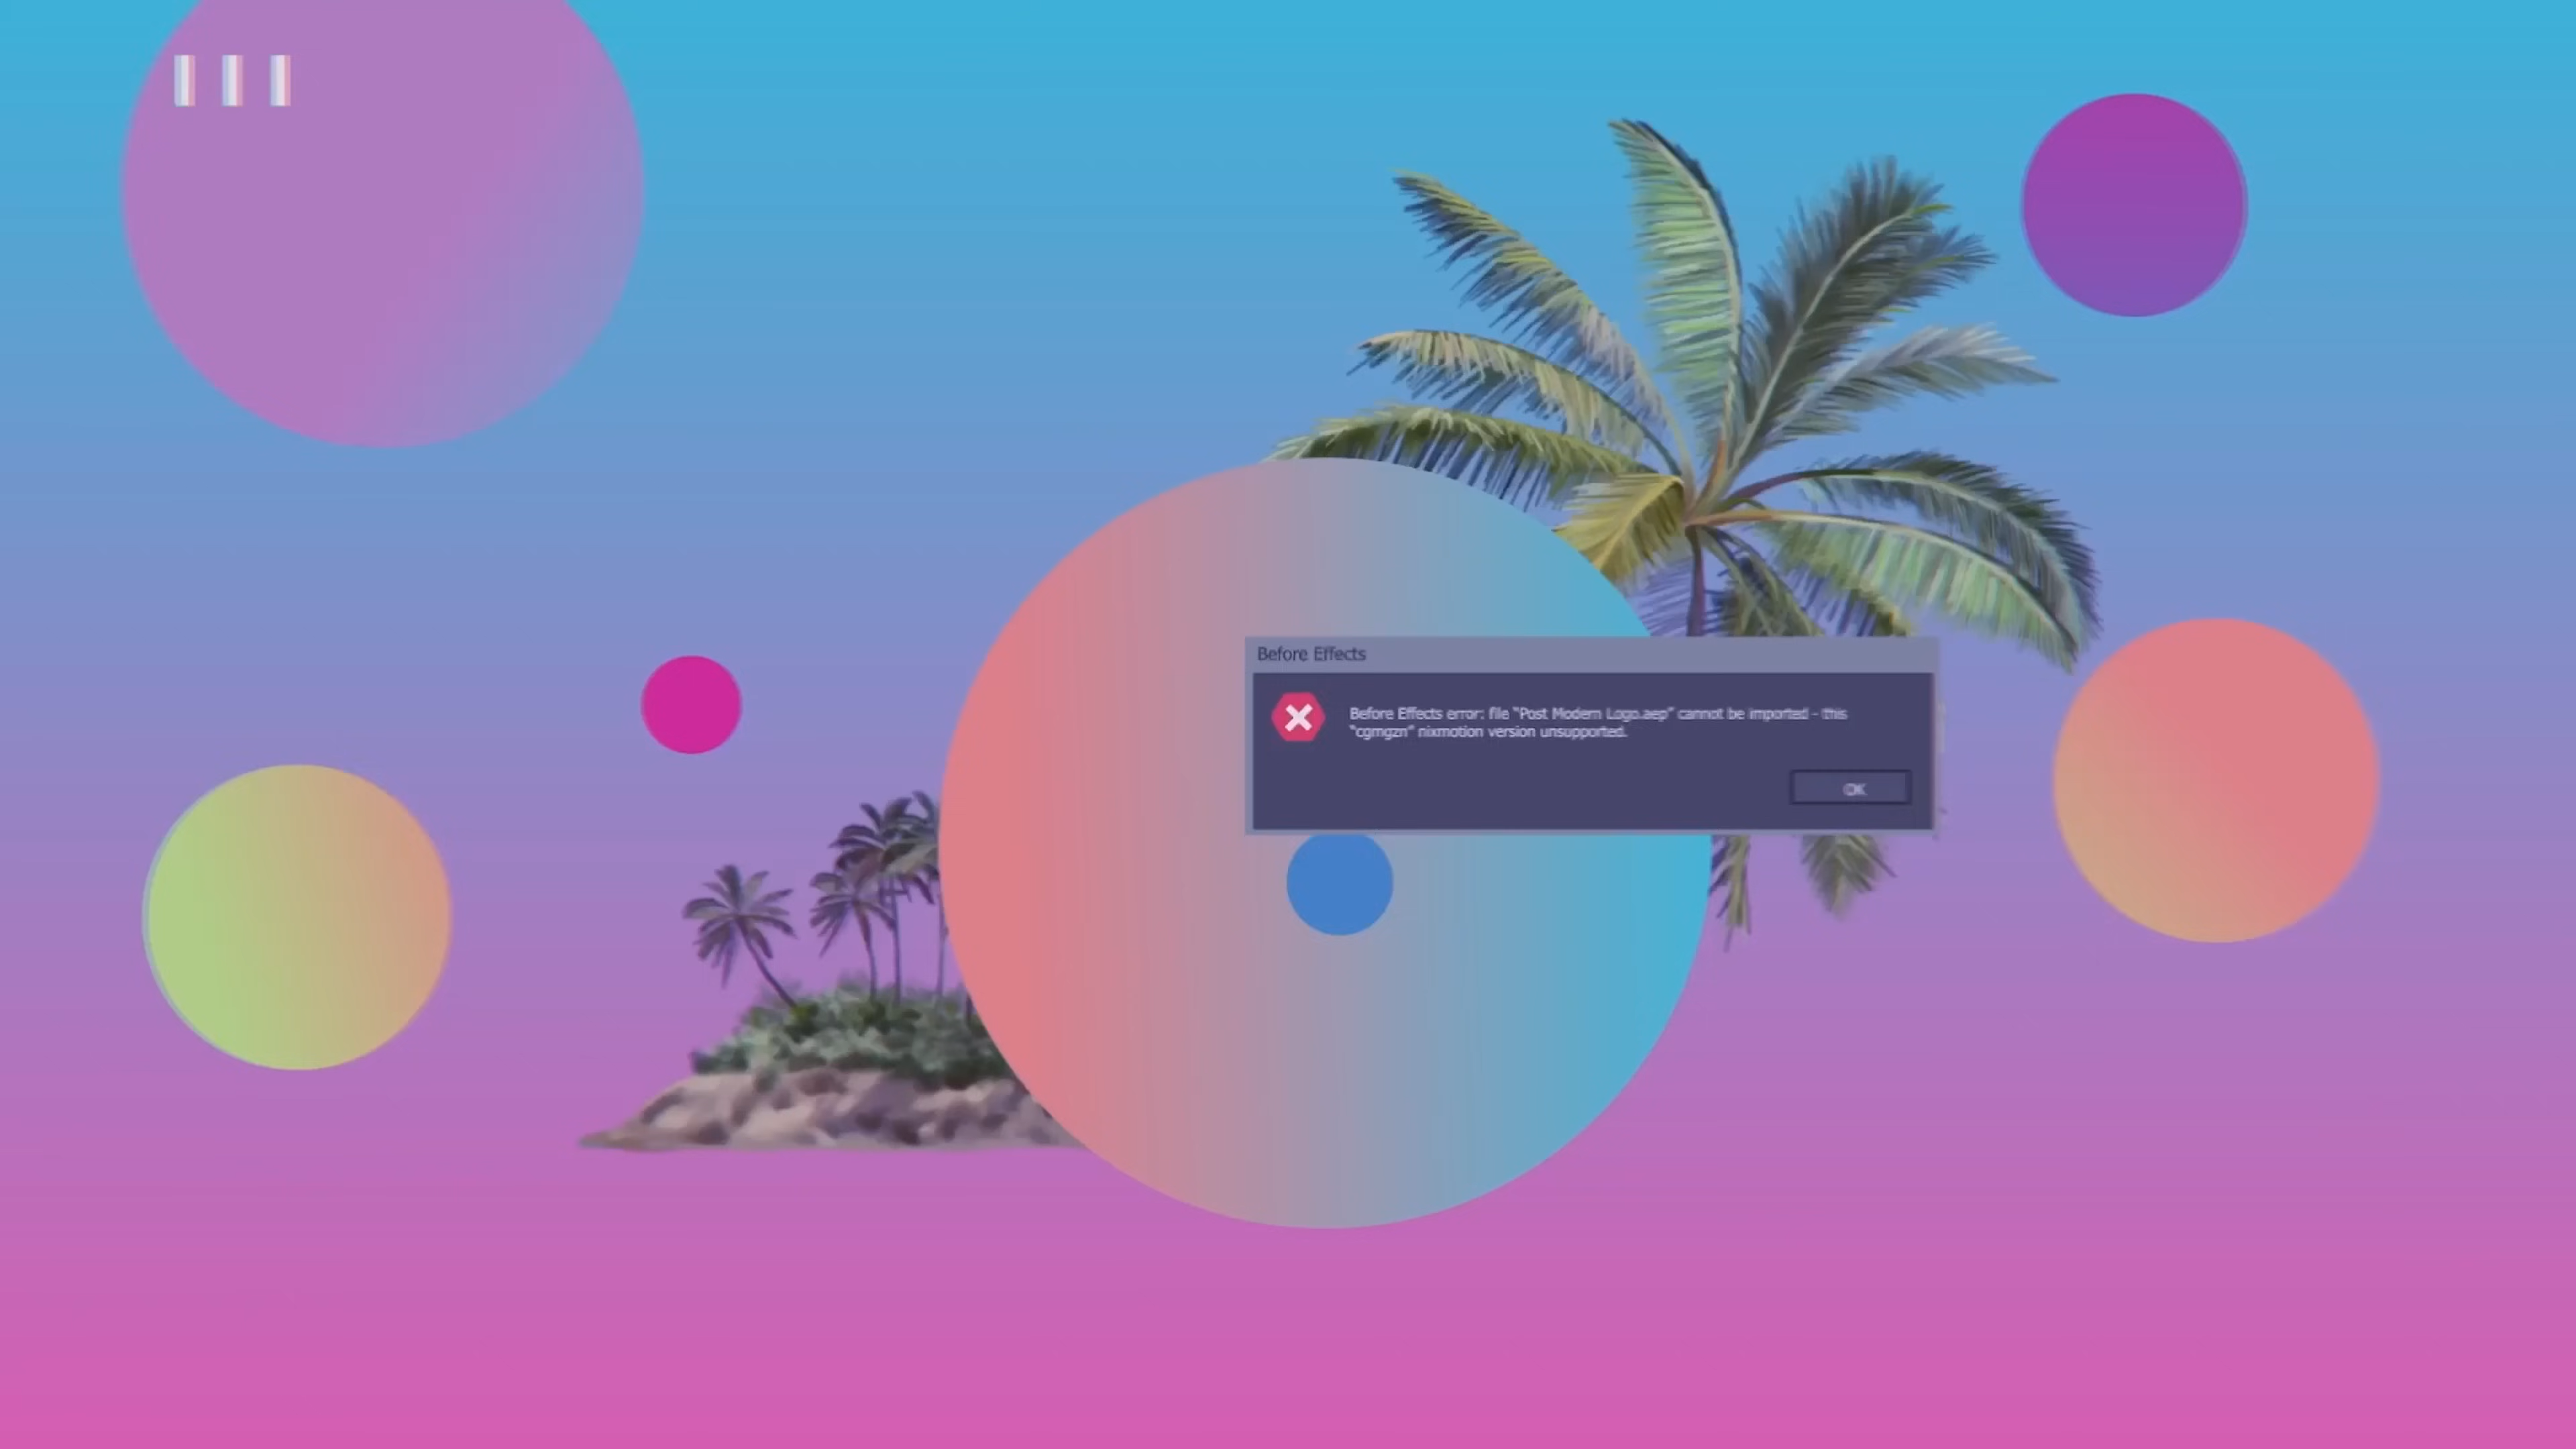 Before Effects
Before Effects error: file “Post Modern Logo.aep” cannot be imported - this
“cgmgzn” nixmotion version unsupported.
OK